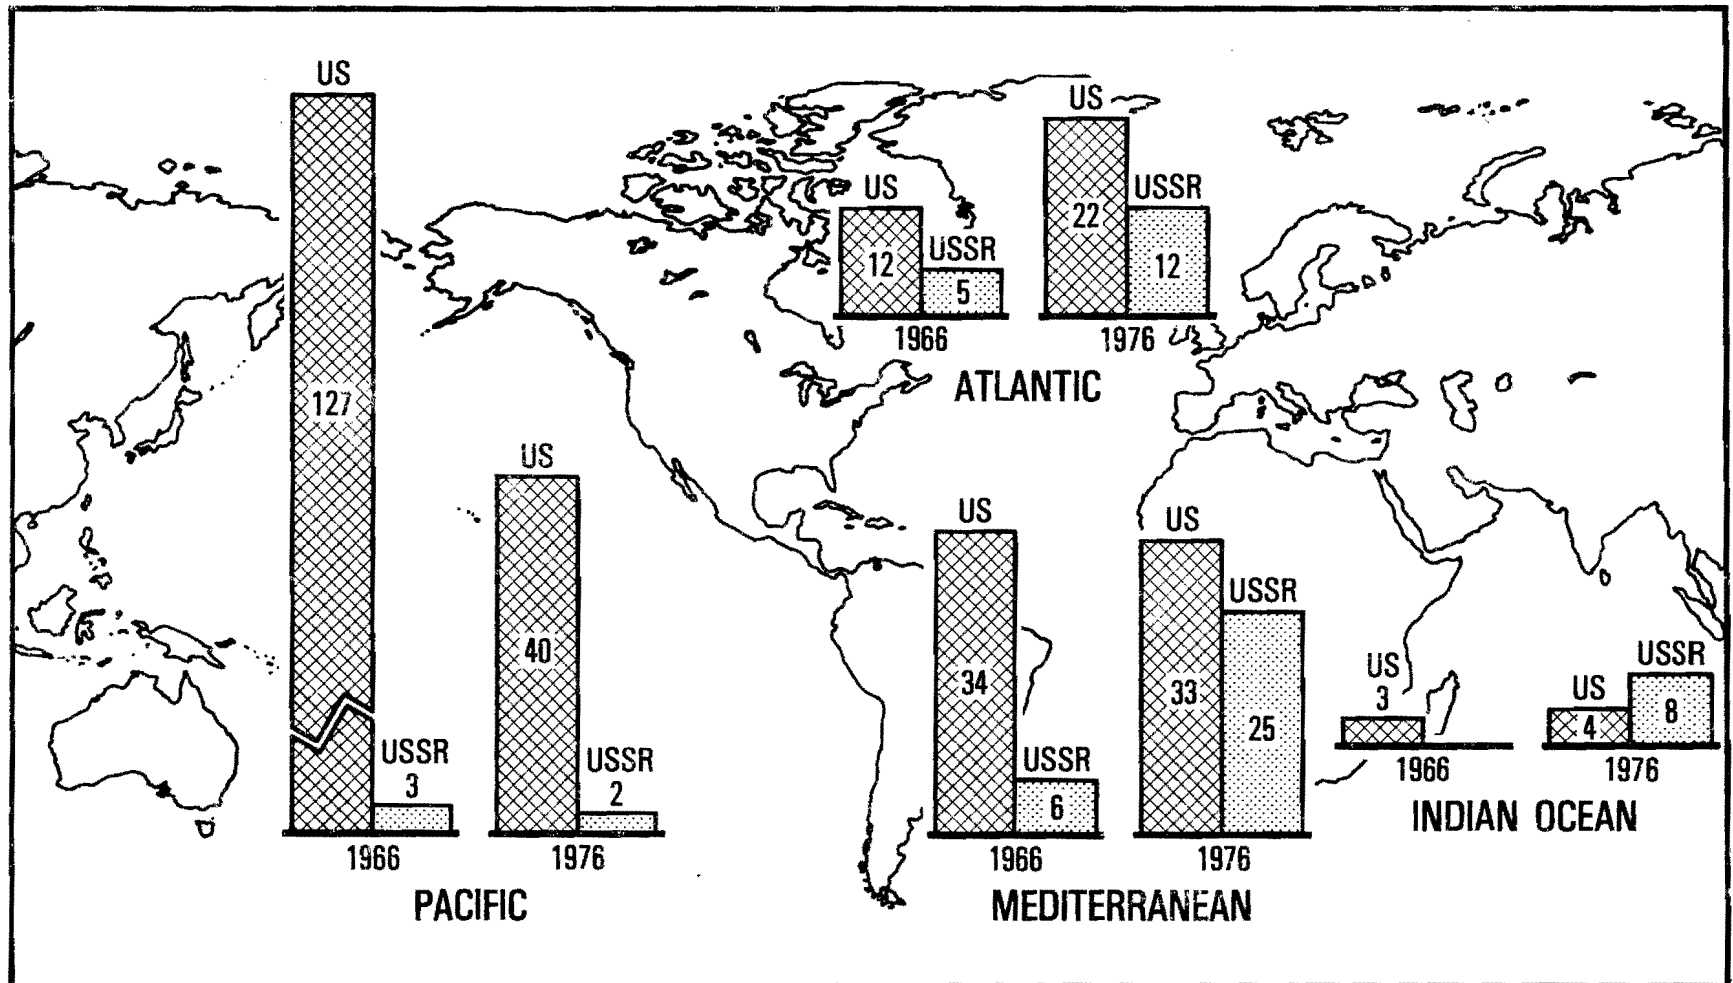 US
127
USSR
3
1966
US
40
USSR
2
1976
PACIFIC
US
12
USSR
5
1966
US
22
USSR
12
1976
ATLANTIC
US
34
USSR
6
1966
US
33
USSR
25
1976
MEDITERRANEAN
US
3
1966
US
4
USSR
8
1976
INDIAN OCEAN